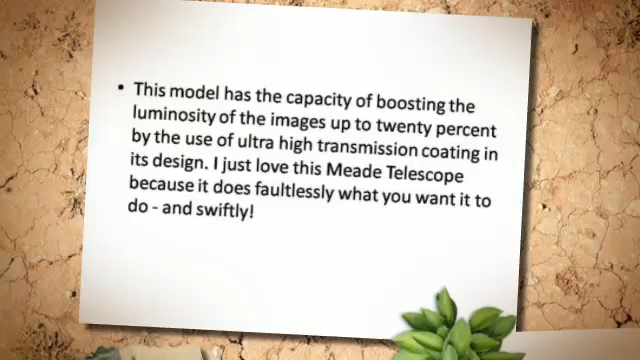 • This model has the capacity of boosting the
luminosity of the images up to twenty percent
by the use of ultra high transmission coating in
its design. I just love this Meade Telescope
because it does faultlessly what you want it to
do - and swiftly!